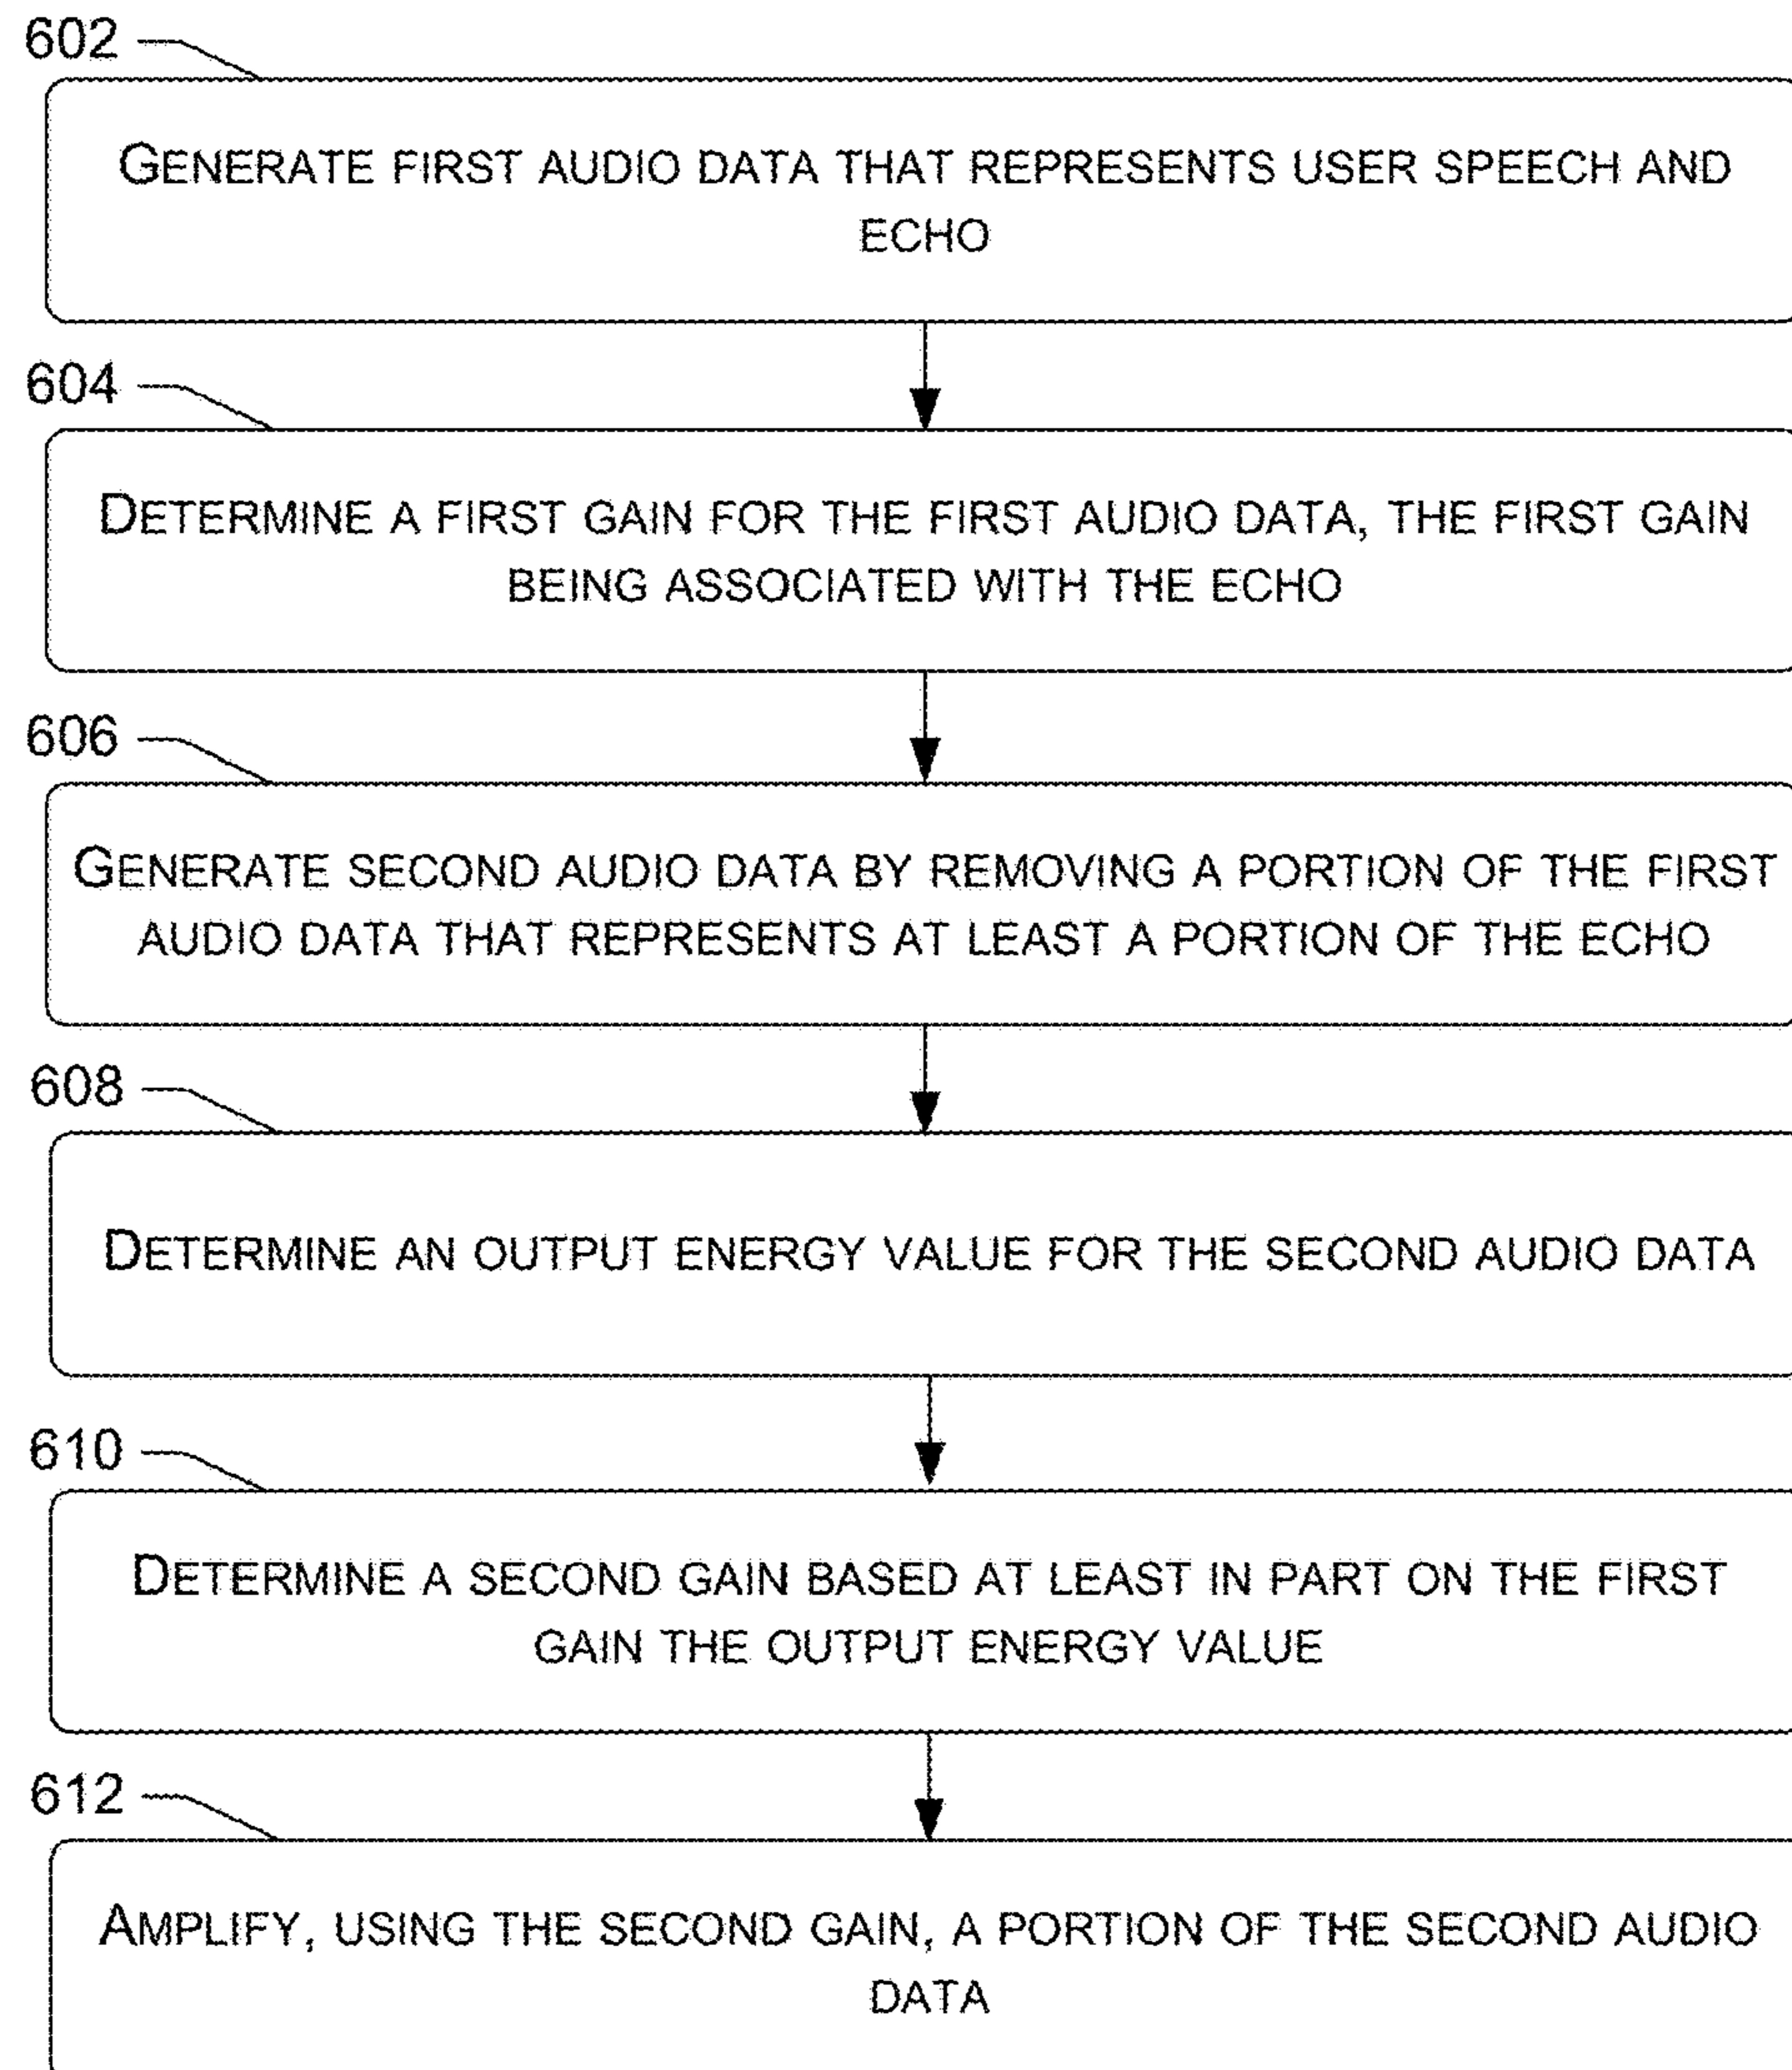 602
GENERATE FIRST AUDIO DATA THAT REPRESENTS USER SPEECH AND
ECHO
604
DETERMINE A FIRST GAIN FOR THE FIRST AUDIO DATA, THE FIRST GAIN
BEING ASSOCIATED WITH THE ECHO
606
GENERATE SECOND AUDIO DATA BY REMOVING A PORTION OF THE FIRST
AUDIO DATA THAT REPRESENTS AT LEAST A PORTION OF THE ECHO
608
DETERMINE AN OUTPUT ENERGY VALUE FOR THE SECOND AUDIO DATA
610
DETERMINE A SECOND GAIN BASED AT LEAST IN PART ON THE FIRST
GAIN THE OUTPUT ENERGY VALUE
612
AMPLIFY, USING THE SECOND GAIN, A PORTION OF THE SECOND AUDIO
DATA